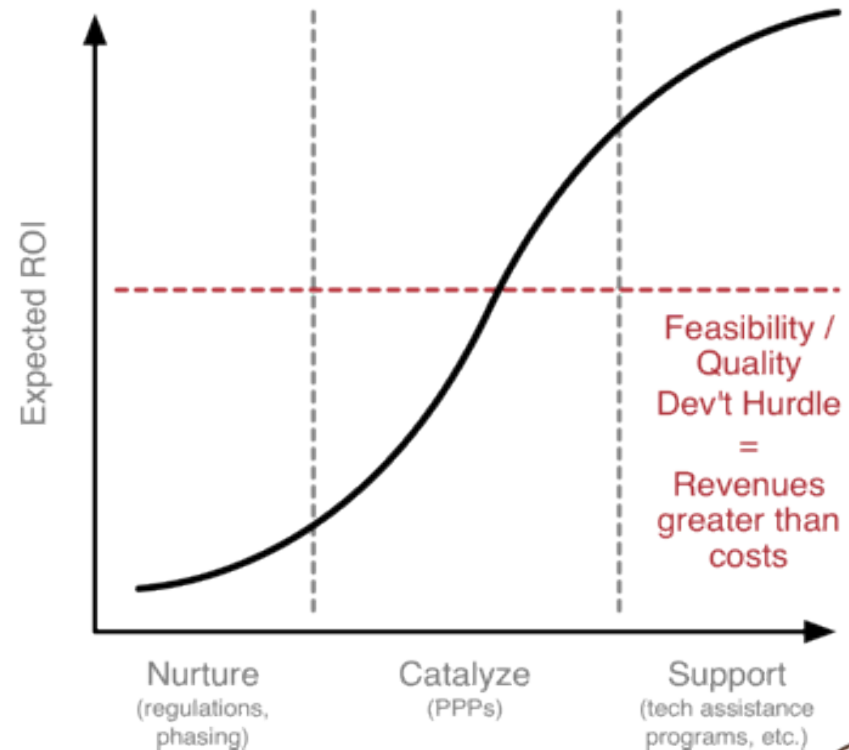 Expected ROI
Feasibility /
Quality
Dev't Hurdle
=
Revenues
greater than
costs
Nurture
(regulations,
phasing)
Catalyze
(PPPs)
Support
(tech assistance
programs, etc.)